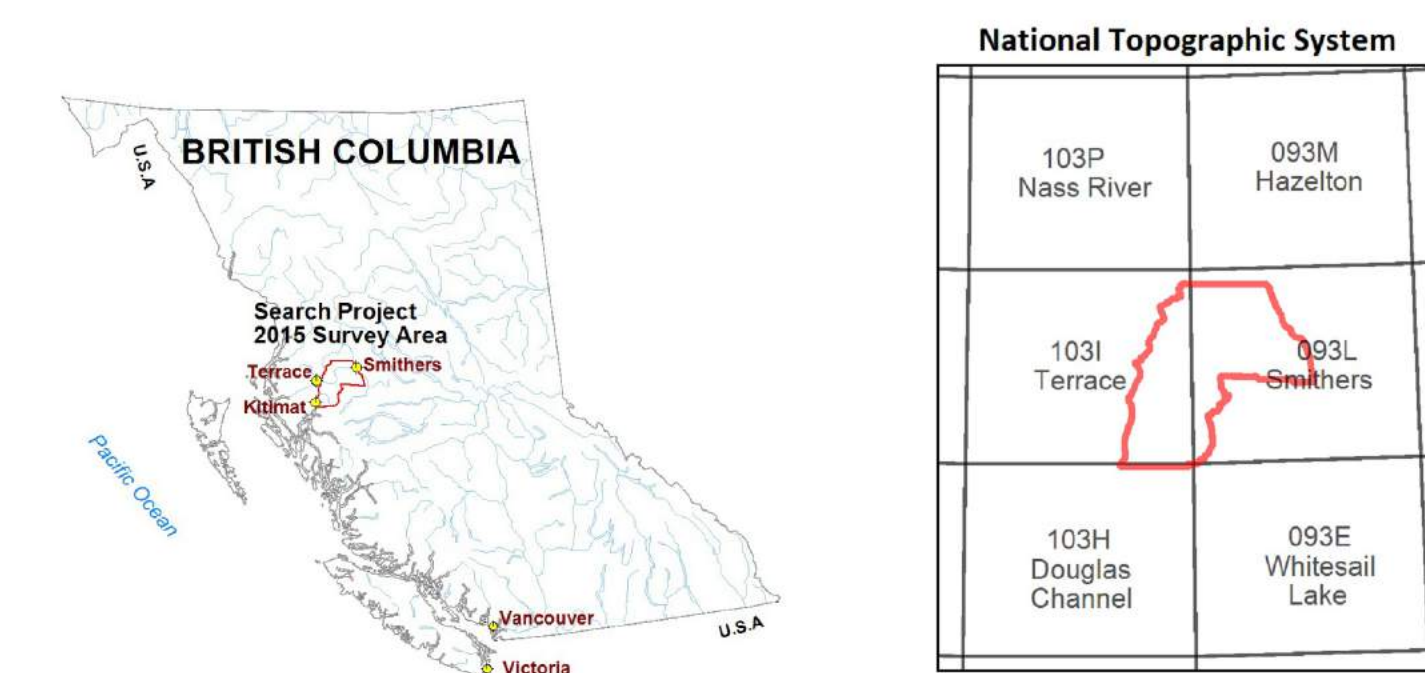 BRITISH COLUMBIA
U.S.A
Search Project
2015 Survey Area
Terrace
Smithers
Kitimat
Pacific Ocean
Vancouver
U.S.A
Victoria
National Topographic System
103P
Nass River
093M
Hazelton
103I
Terrace
093L
Smithers
103H
Douglas
Channel
093E
Whitesail
Lake